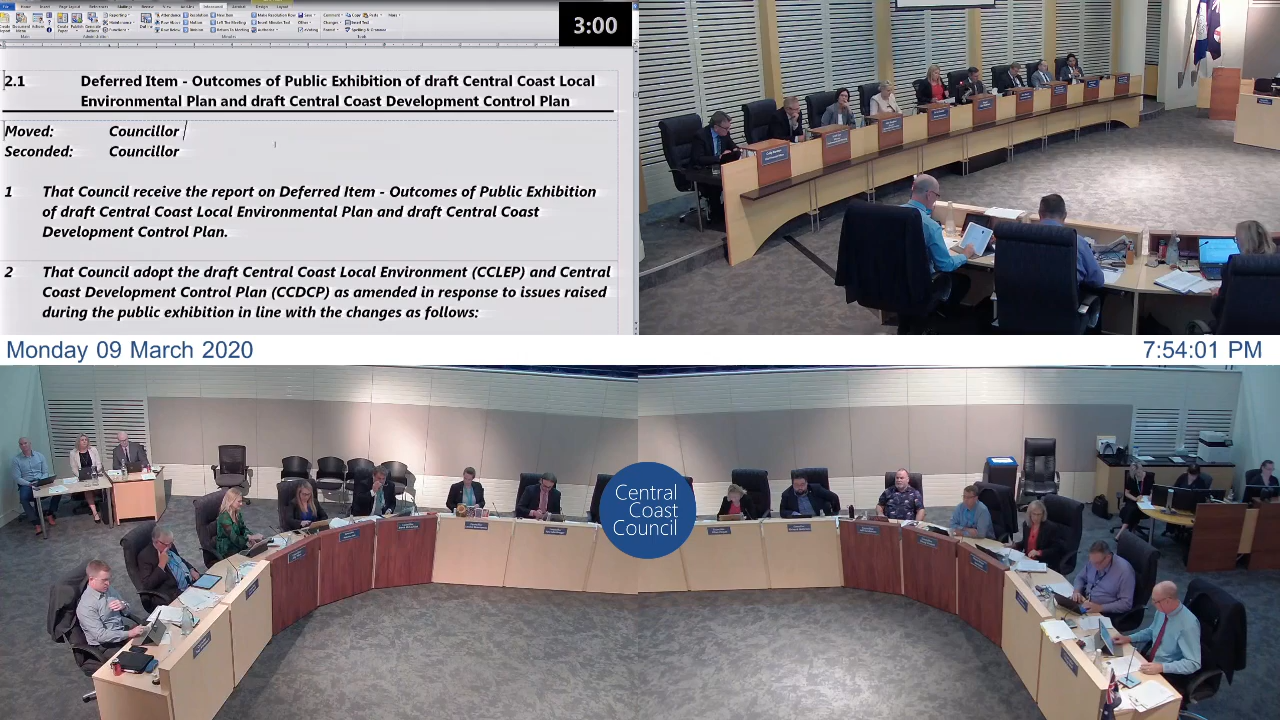 3:00
2.1 Deferred Item - Outcomes of Public Exhibition of draft Central Coast Local
Environmental Plan and draft Central Coast Development Control Plan
Moved: Councillor
Seconded: Councillor
1 That Council receive the report on Deferred Item - Outcomes of Public Exhibition
of draft Central Coast Local Environmental Plan and draft Central Coast
Development Control Plan.
2 That Council adopt the draft Central Coast Local Environment (CCLEP) and Central
Coast Development Control Plan (CCDCP) as amended in response to issues raised
during the public exhibition in line with the changes as follows:
Monday 09 March 2020
7:54:01 PM
Central
Coast
Council